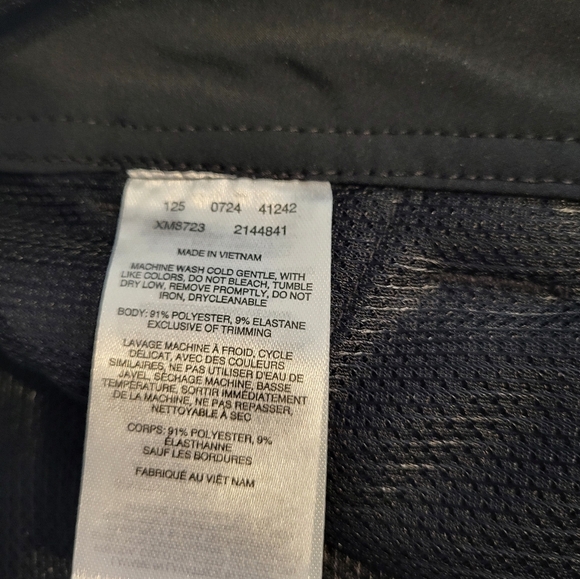 125 0724 41242
XM8723 2144841
MADE IN VIETNAM
MACHINE WASH COLD GENTLE, WITH
LIKE COLORS, DO NOT BLEACH, TUMBLE
DRY LOW, REMOVE PROMPTLY, DO NOT
IRON, DRYCLEANABLE
BODY: 91% POLYESTER, 9% ELASTANE
EXCLUSIVE OF TRIMMING
LAVAGE MACHINE À FROID, CYCLE
DÉLICAT, AVEC DES COULEURS
SIMILAIRES, NE PAS UTILISER D'EAU DE
JAVEL, SÉCHAGE MACHINE, BASSE
TEMPÉRATURE, SORTIR IMMÉDIATEMENT
DE LA MACHINE, NE PAS REPASSER,
NETTOYABLE À SEC
CORPS: 91% POLYESTER, 9%
ÉLASTHANNE
SAUF LES BORDURES
FABRIQUÉ AU VIÊT NAM